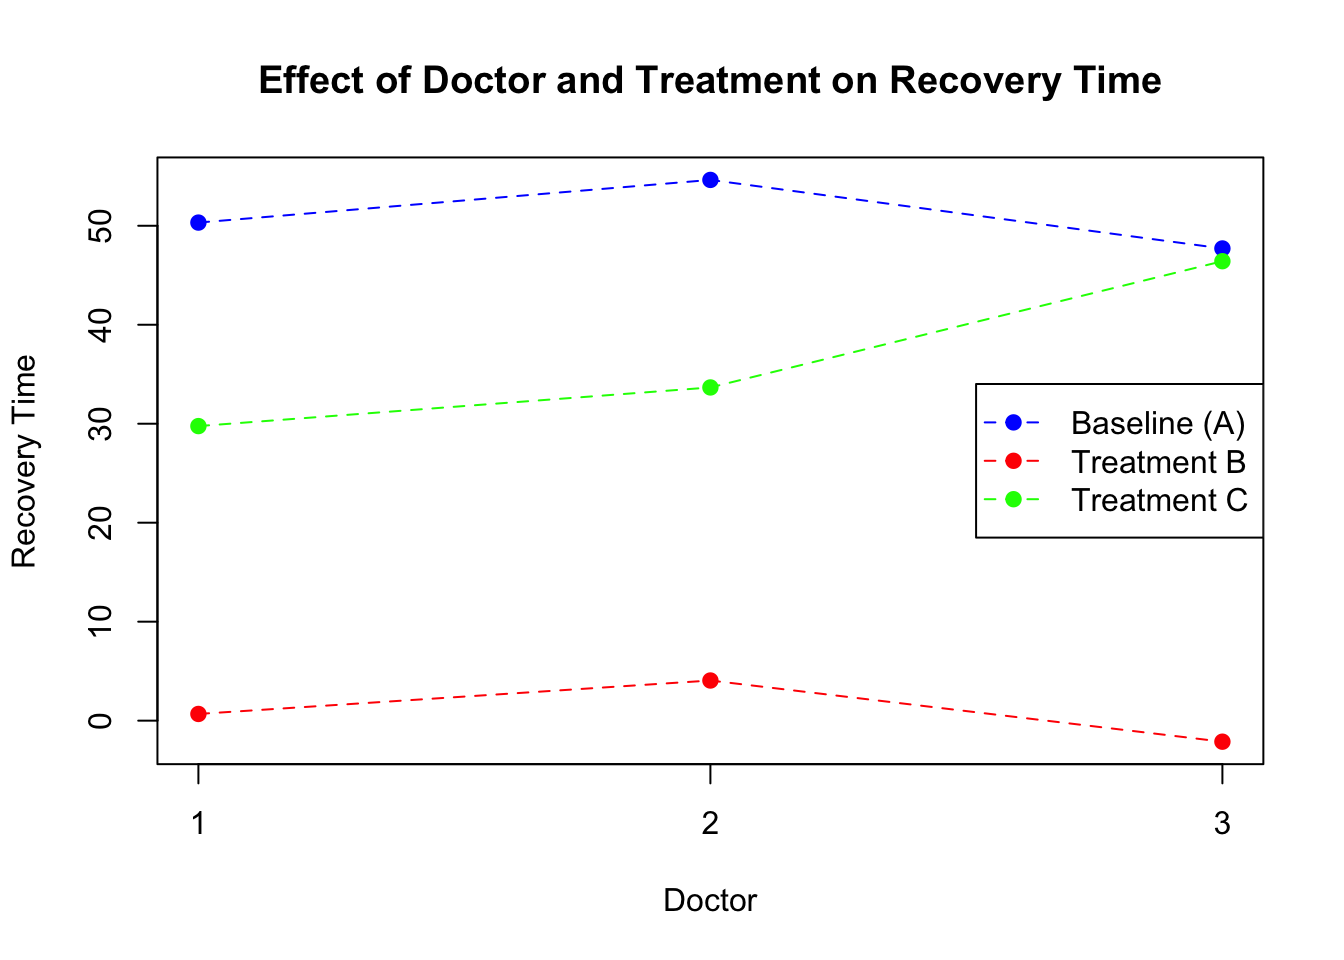 Effect of Doctor and Treatment on Recovery Time
Recovery Time
50
40
30
20
10
0
Baseline (A)
Treatment B
Treatment C
1 2 3
Doctor